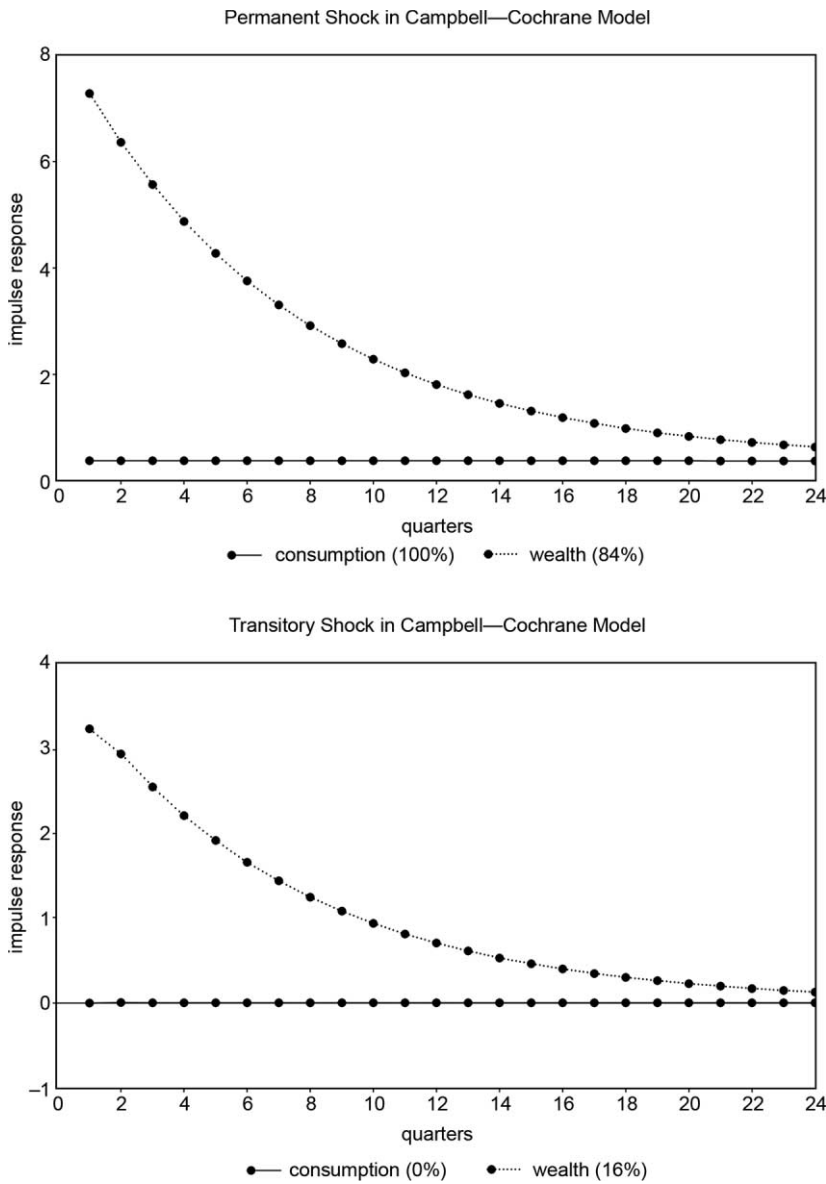 Permanent Shock in Campbell—Cochrane Model
8
6
4
2
0
impulse response
0 2 4 6 8 10 12 14 16 18 20 22 24
quarters
consumption (100%) wealth (84%)
Transitory Shock in Campbell—Cochrane Model
4
3
2
1
0
–1
impulse response
0 2 4 6 8 10 12 14 16 18 20 22 24
quarters
consumption (0%) wealth (16%)